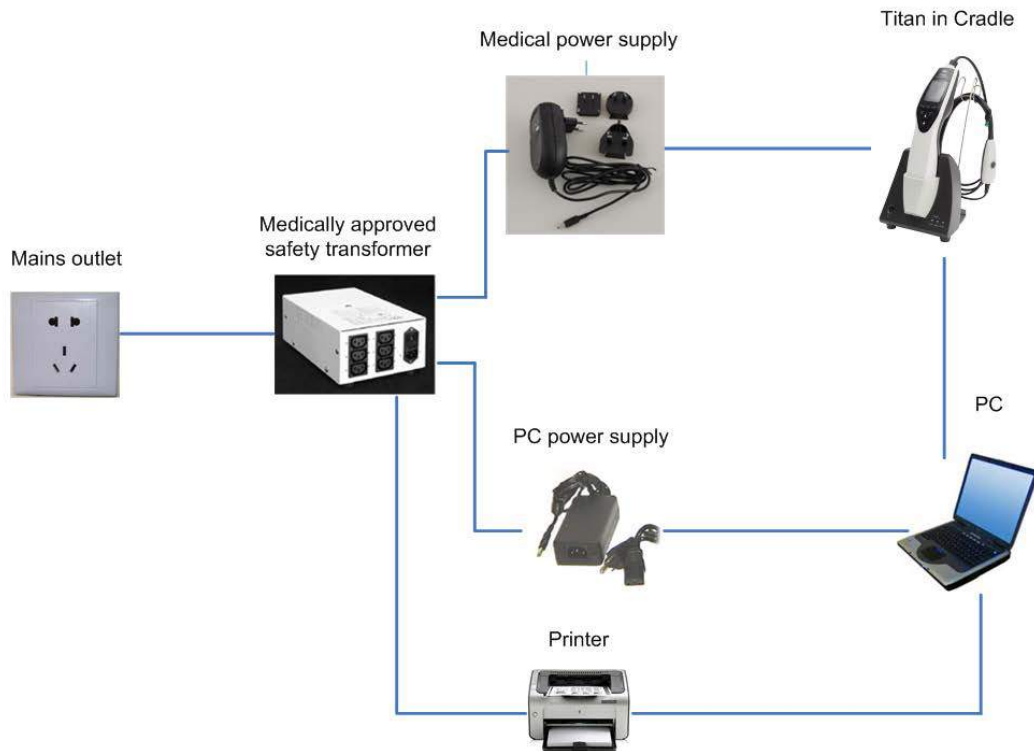 Titan in Cradle
Medical power supply
Medically approved
safety transformer
Mains outlet
PC
PC power supply
Printer